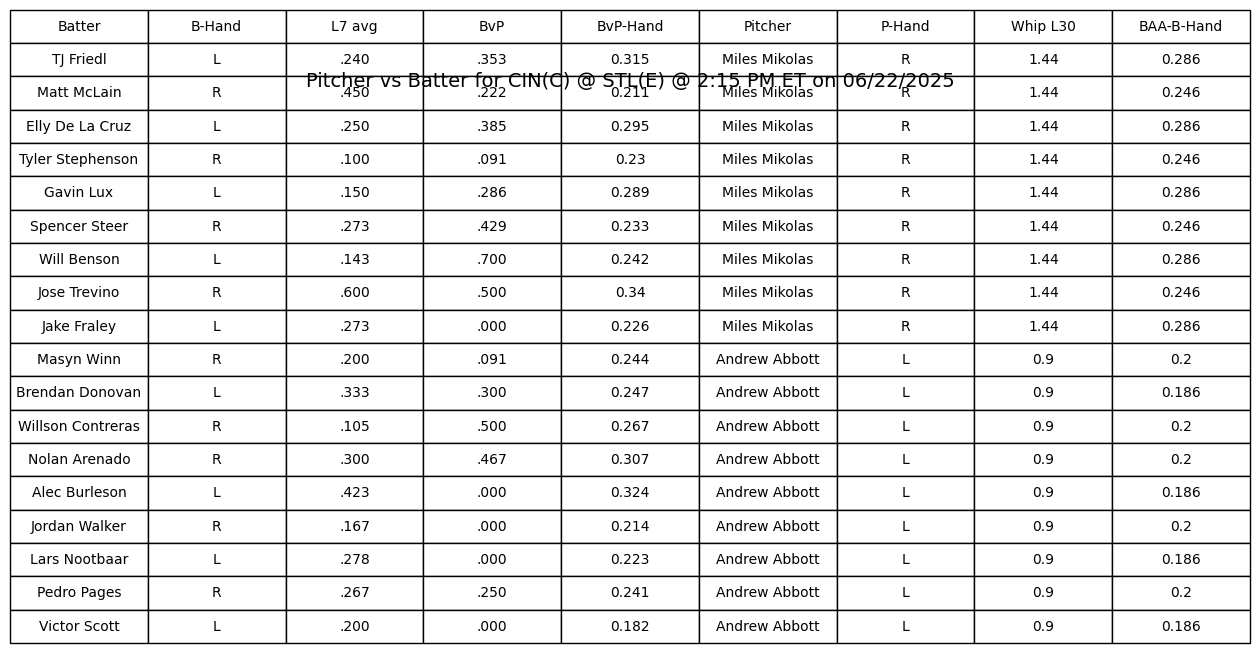 Batter B-Hand L7 avg BvP BvP-Hand Pitcher P-Hand Whip L30 BAA-B-Hand
TJ Friedl L .240 .353 0.315 Miles Mikolas R 1.44 0.286
Pitcher vs Batter for CIN(C) @ STL(E) @ 2:15 PM ET on 06/22/2025
Matt McLain R .450 .222 0.211 Miles Mikolas R 1.44 0.246
Elly De La Cruz L .250 .385 0.295 Miles Mikolas R 1.44 0.286
Tyler Stephenson R .100 .091 0.23 Miles Mikolas R 1.44 0.246
Gavin Lux L .150 .286 0.289 Miles Mikolas R 1.44 0.286
Spencer Steer R .273 .429 0.233 Miles Mikolas R 1.44 0.246
Will Benson L .143 .700 0.242 Miles Mikolas R 1.44 0.286
Jose Trevino R .600 .500 0.34 Miles Mikolas R 1.44 0.246
Jake Fraley L .273 .000 0.226 Miles Mikolas R 1.44 0.286
Masyn Winn R .200 .091 0.244 Andrew Abbott L 0.9 0.2
Brendan Donovan L .333 .300 0.247 Andrew Abbott L 0.9 0.186
Willson Contreras R .105 .500 0.267 Andrew Abbott L 0.9 0.2
Nolan Arenado R .300 .467 0.307 Andrew Abbott L 0.9 0.2
Alec Burleson L .423 .000 0.324 Andrew Abbott L 0.9 0.186
Jordan Walker R .167 .000 0.214 Andrew Abbott L 0.9 0.2
Lars Nootbaar L .278 .000 0.223 Andrew Abbott L 0.9 0.186
Pedro Pages R .267 .250 0.241 Andrew Abbott L 0.9 0.2
Victor Scott L .200 .000 0.182 Andrew Abbott L 0.9 0.186